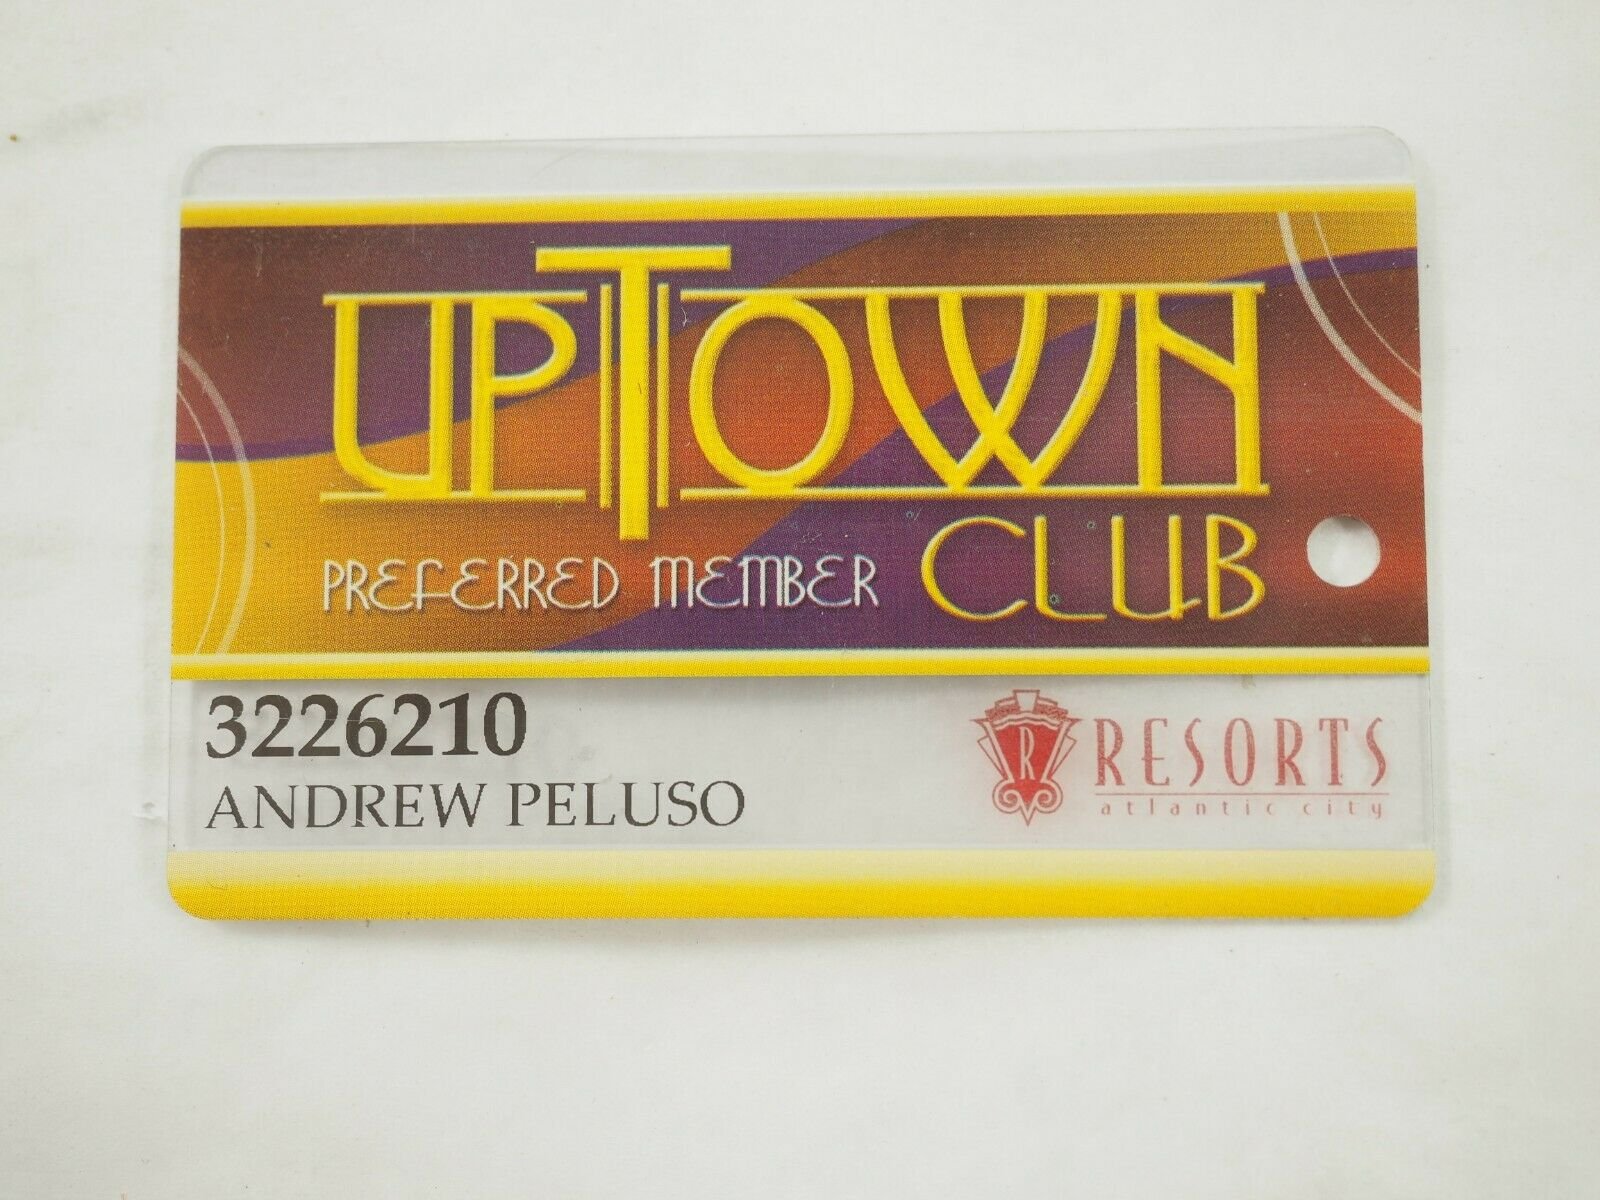 UPTOWN
PREFERRED MEMBER CLUB
3226210
ANDREW PELUSO
R RESORTS
atlantic city